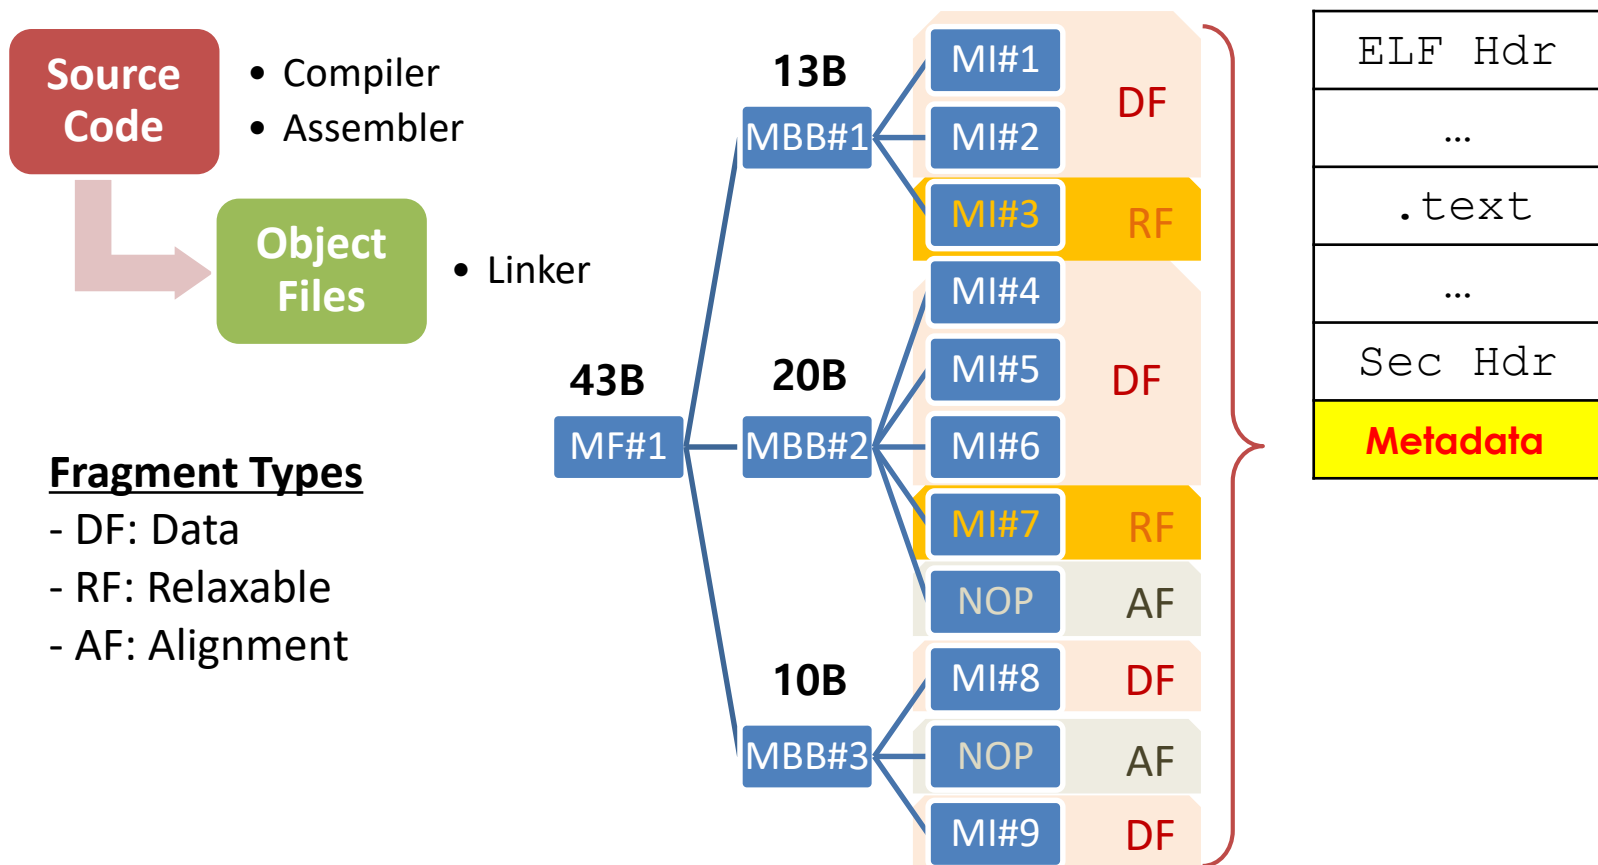 Source
Code
• Compiler
• Assembler
Object
Files
• Linker
Fragment Types
- DF: Data
- RF: Relaxable
- AF: Alignment
43B
MF#1
13B
MBB#1
20B
MBB#2
10B
MBB#3
MI#1
MI#2
DF
MI#3 RF
MI#4
MI#5
MI#6
DF
MI#7 RF
NOP AF
MI#8 DF
NOP AF
MI#9 DF
ELF Hdr
…
.text
…
Sec Hdr
Metadata